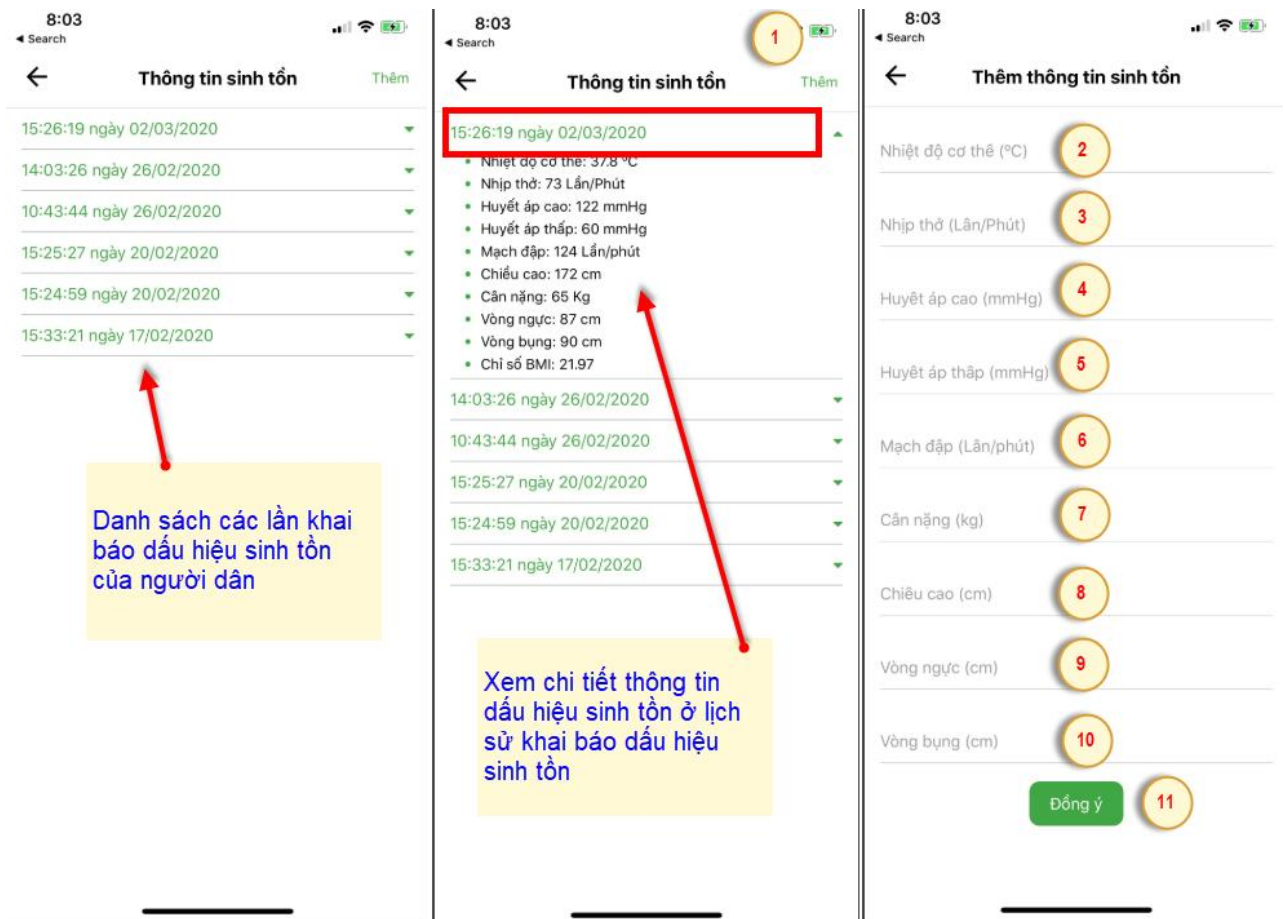 8:03
◄ Search
Thông tin sinh tồn
Thêm
15:26:19 ngày 02/03/2020
14:03:26 ngày 26/02/2020
10:43:44 ngày 26/02/2020
15:25:27 ngày 20/02/2020
15:24:59 ngày 20/02/2020
15:33:21 ngày 17/02/2020
Danh sách các lần khai
báo dấu hiệu sinh tồn
của người dân
8:03
◄ Search
1
Thông tin sinh tồn
Thêm
15:26:19 ngày 02/03/2020
Nhiệt độ cơ thể: 37.8 °C
Nhịp thở: 73 Lần/Phút
Huyết áp cao: 122 mmHg
Huyết áp thấp: 60 mmHg
Mạch đập: 124 Lần/phút
Chiều cao: 172 cm
Cân nặng: 65 Kg
Vòng ngực: 87 cm
Vòng bụng: 90 cm
Chỉ số BMI: 21.97
14:03:26 ngày 26/02/2020
10:43:44 ngày 26/02/2020
15:25:27 ngày 20/02/2020
15:24:59 ngày 20/02/2020
15:33:21 ngày 17/02/2020
Xem chi tiết thông tin
dấu hiệu sinh tồn ở lịch
sử khai báo dấu hiệu
sinh tồn
8:03
◄ Search
Thêm thông tin sinh tồn
Nhiệt độ cơ thể (°C) 2
Nhịp thở (Lần/Phút) 3
Huyết áp cao (mmHg) 4
Huyết áp thấp (mmHg) 5
Mạch đập (Lần/phút) 6
Cân nặng (kg) 7
Chiều cao (cm) 8
Vòng ngực (cm) 9
Vòng bụng (cm) 10
Đồng ý 11